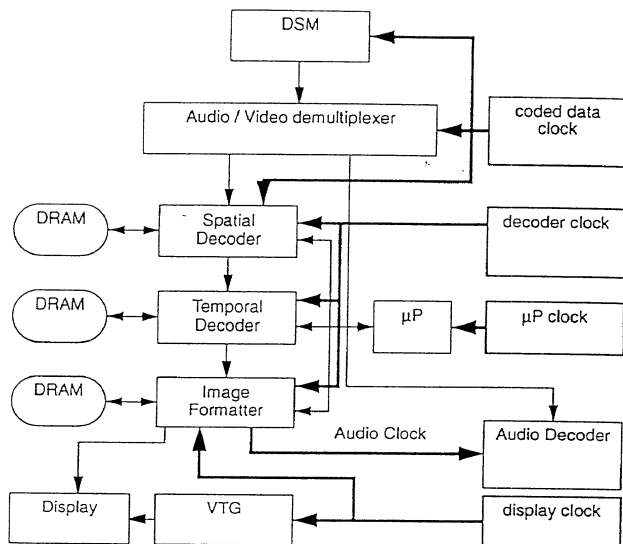 DSM
Audio / Video demultiplexer
coded data
clock
DRAM
Spatial
Decoder
decoder clock
DRAM
Temporal
Decoder
µP
µP clock
DRAM
Image
Formatter
Audio Clock
Audio Decoder
Display
VTG
display clock